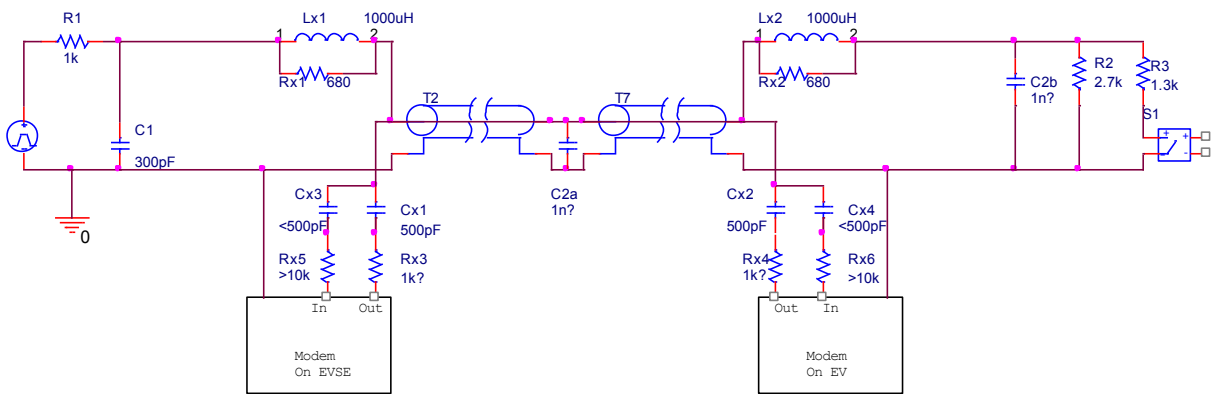 R1
1k
C1
300pF
0
Lx1
1000uH
1
2
Rx1
680
T2
T7
C2a
1n?
Cx3
<500pF
Cx1
500pF
Rx5
>10k
Rx3
1k?
In
Out
Modem
On EVSE
Lx2
1000uH
1
2
Rx2
680
C2b
1n?
R2
2.7k
R3
1.3k
S1
Cx2
500pF
Cx4
<500pF
Rx4
1k?
Rx6
>10k
Out
In
Modem
On EV